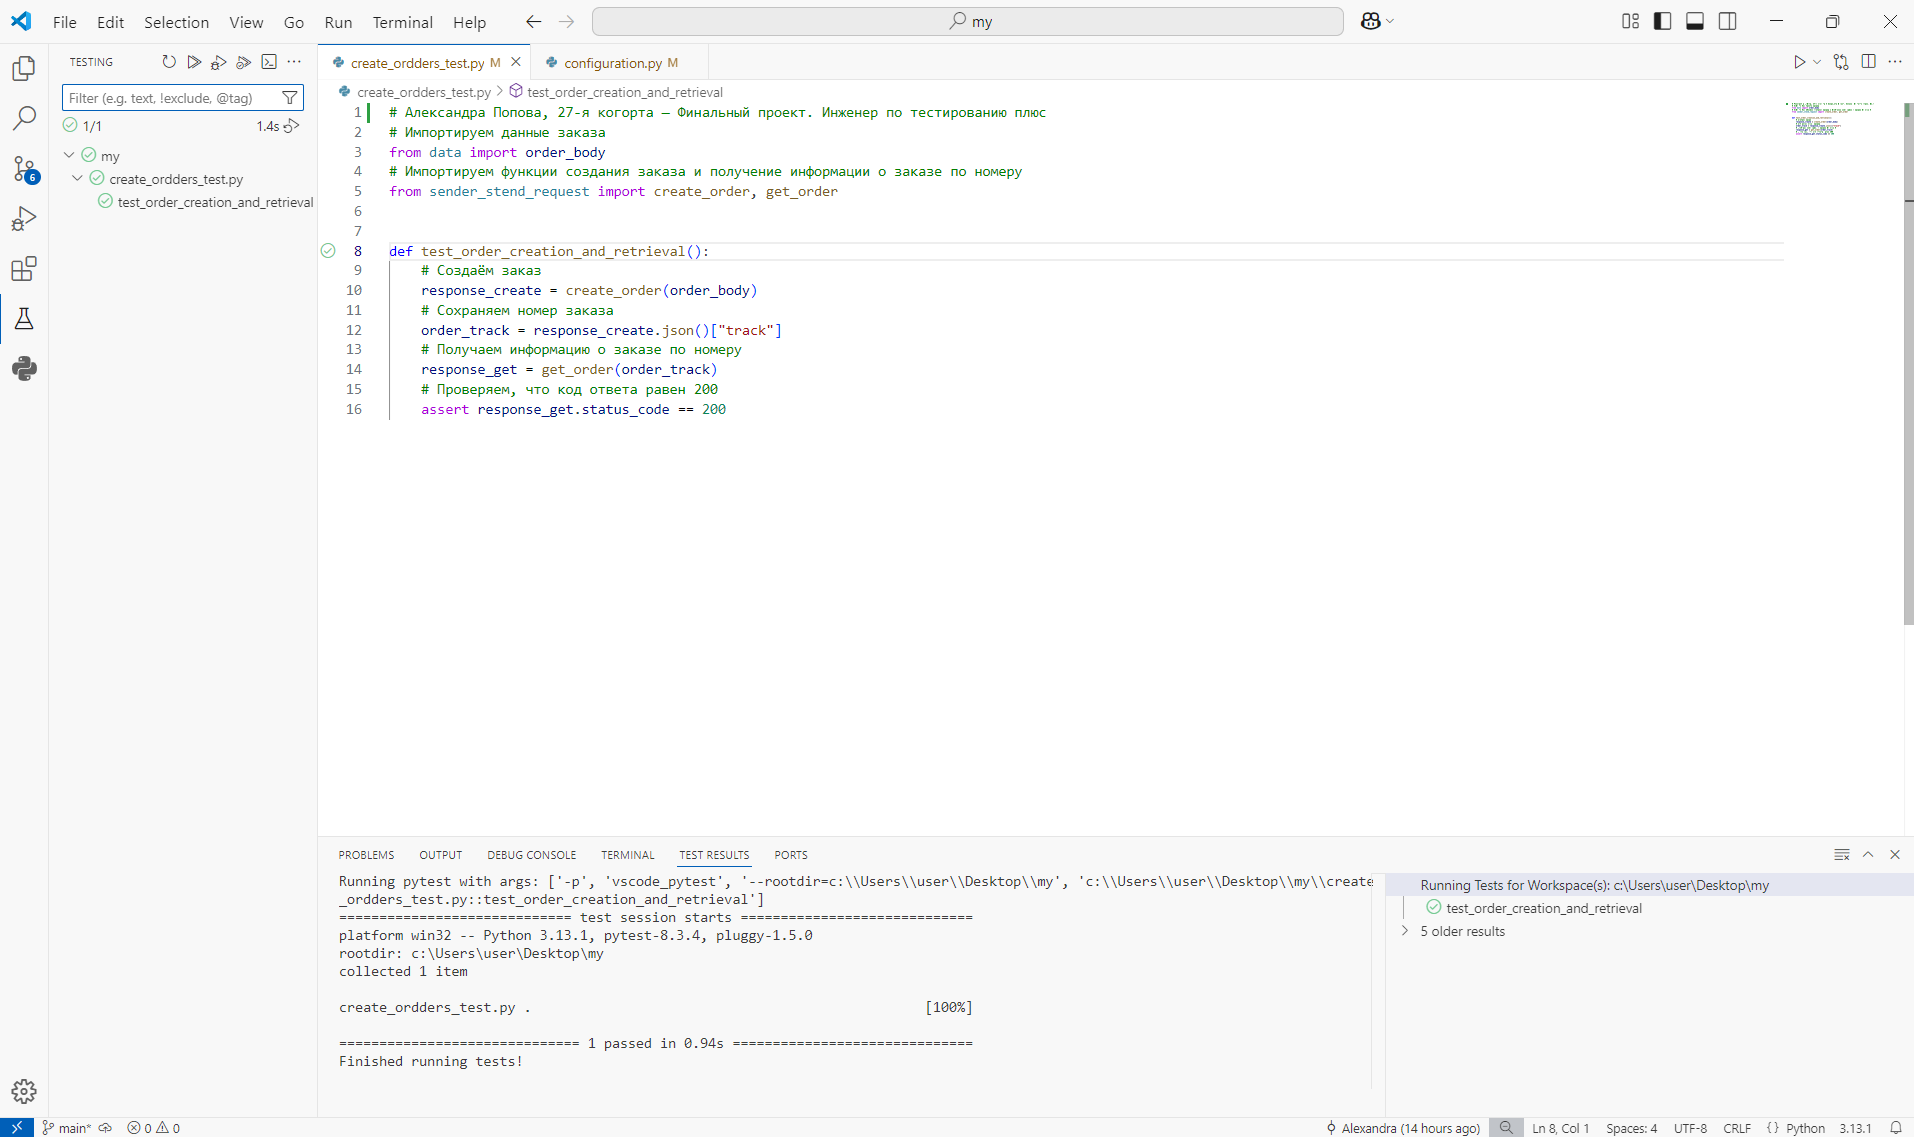 File Edit Selection View Go Run Terminal Help
my
TESTING
Filter (e.g. text, !exclude, @tag)
1/1 1.4s
my
create_ordders_test.py
test_order_creation_and_retrieval
create_ordders_test.py M configuration.py M
create_ordders_test.py > test_order_creation_and_retrieval
1 # Александра Попова, 27-я когорта — Финальный проект. Инженер по тестированию плюс
2 # Импортируем данные заказа
3 from data import order_body
4 # Импортируем функции создания заказа и получение информации о заказе по номеру
5 from sender_stend_request import create_order, get_order
6
7
8 def test_order_creation_and_retrieval():
9 # Создаём заказ
10 response_create = create_order(order_body)
11 # Сохраняем номер заказа
12 order_track = response_create.json()["track"]
13 # Получаем информацию о заказе по номеру
14 response_get = get_order(order_track)
15 # Проверяем, что код ответа равен 200
16 assert response_get.status_code == 200
PROBLEMS OUTPUT DEBUG CONSOLE TERMINAL TEST RESULTS PORTS
Running pytest with args: ['-p', 'vscode_pytest', '--rootdir=c:\\Users\\user\\Desktop\\my', 'c:\\Users\\user\\Desktop\\my\\create
_ordders_test.py::test_order_creation_and_retrieval']
============================= test session starts =============================
platform win32 -- Python 3.13.1, pytest-8.3.4, pluggy-1.5.0
rootdir: c:\Users\user\Desktop\my
collected 1 item
create_ordders_test.py . [100%]
============================== 1 passed in 0.94s ==============================
Finished running tests!
Running Tests for Workspace(s): c:\Users\user\Desktop\my
test_order_creation_and_retrieval
5 older results
6
main* 0 0 Alexandra (14 hours ago) Ln 8, Col 1 Spaces: 4 UTF-8 CRLF {} Python 3.13.1